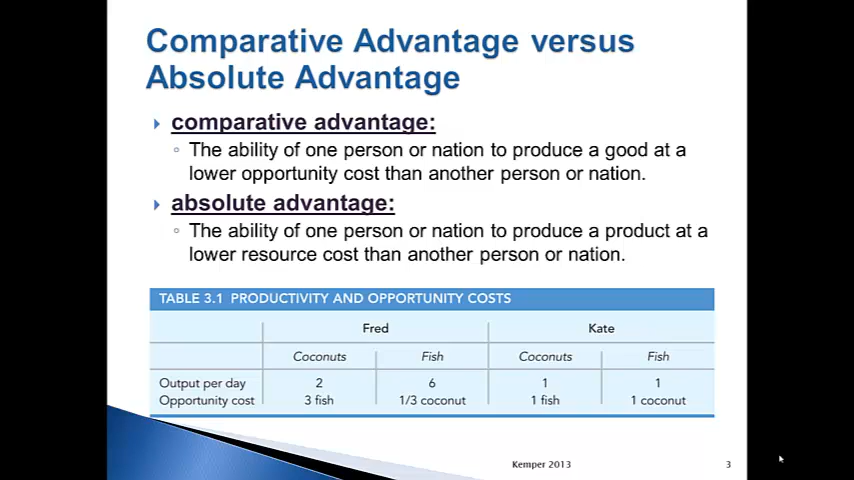 Comparative Advantage versus
Absolute Advantage
comparative advantage:
The ability of one person or nation to produce a good at a
lower opportunity cost than another person or nation.
absolute advantage:
The ability of one person or nation to produce a product at a
lower resource cost than another person or nation.
TABLE 3.1 PRODUCTIVITY AND OPPORTUNITY COSTS
Fred Kate
Coconuts Fish Coconuts Fish
Output per day 2 6 1 1
Opportunity cost 3 fish 1/3 coconut 1 fish 1 coconut
Kemper 2013 3